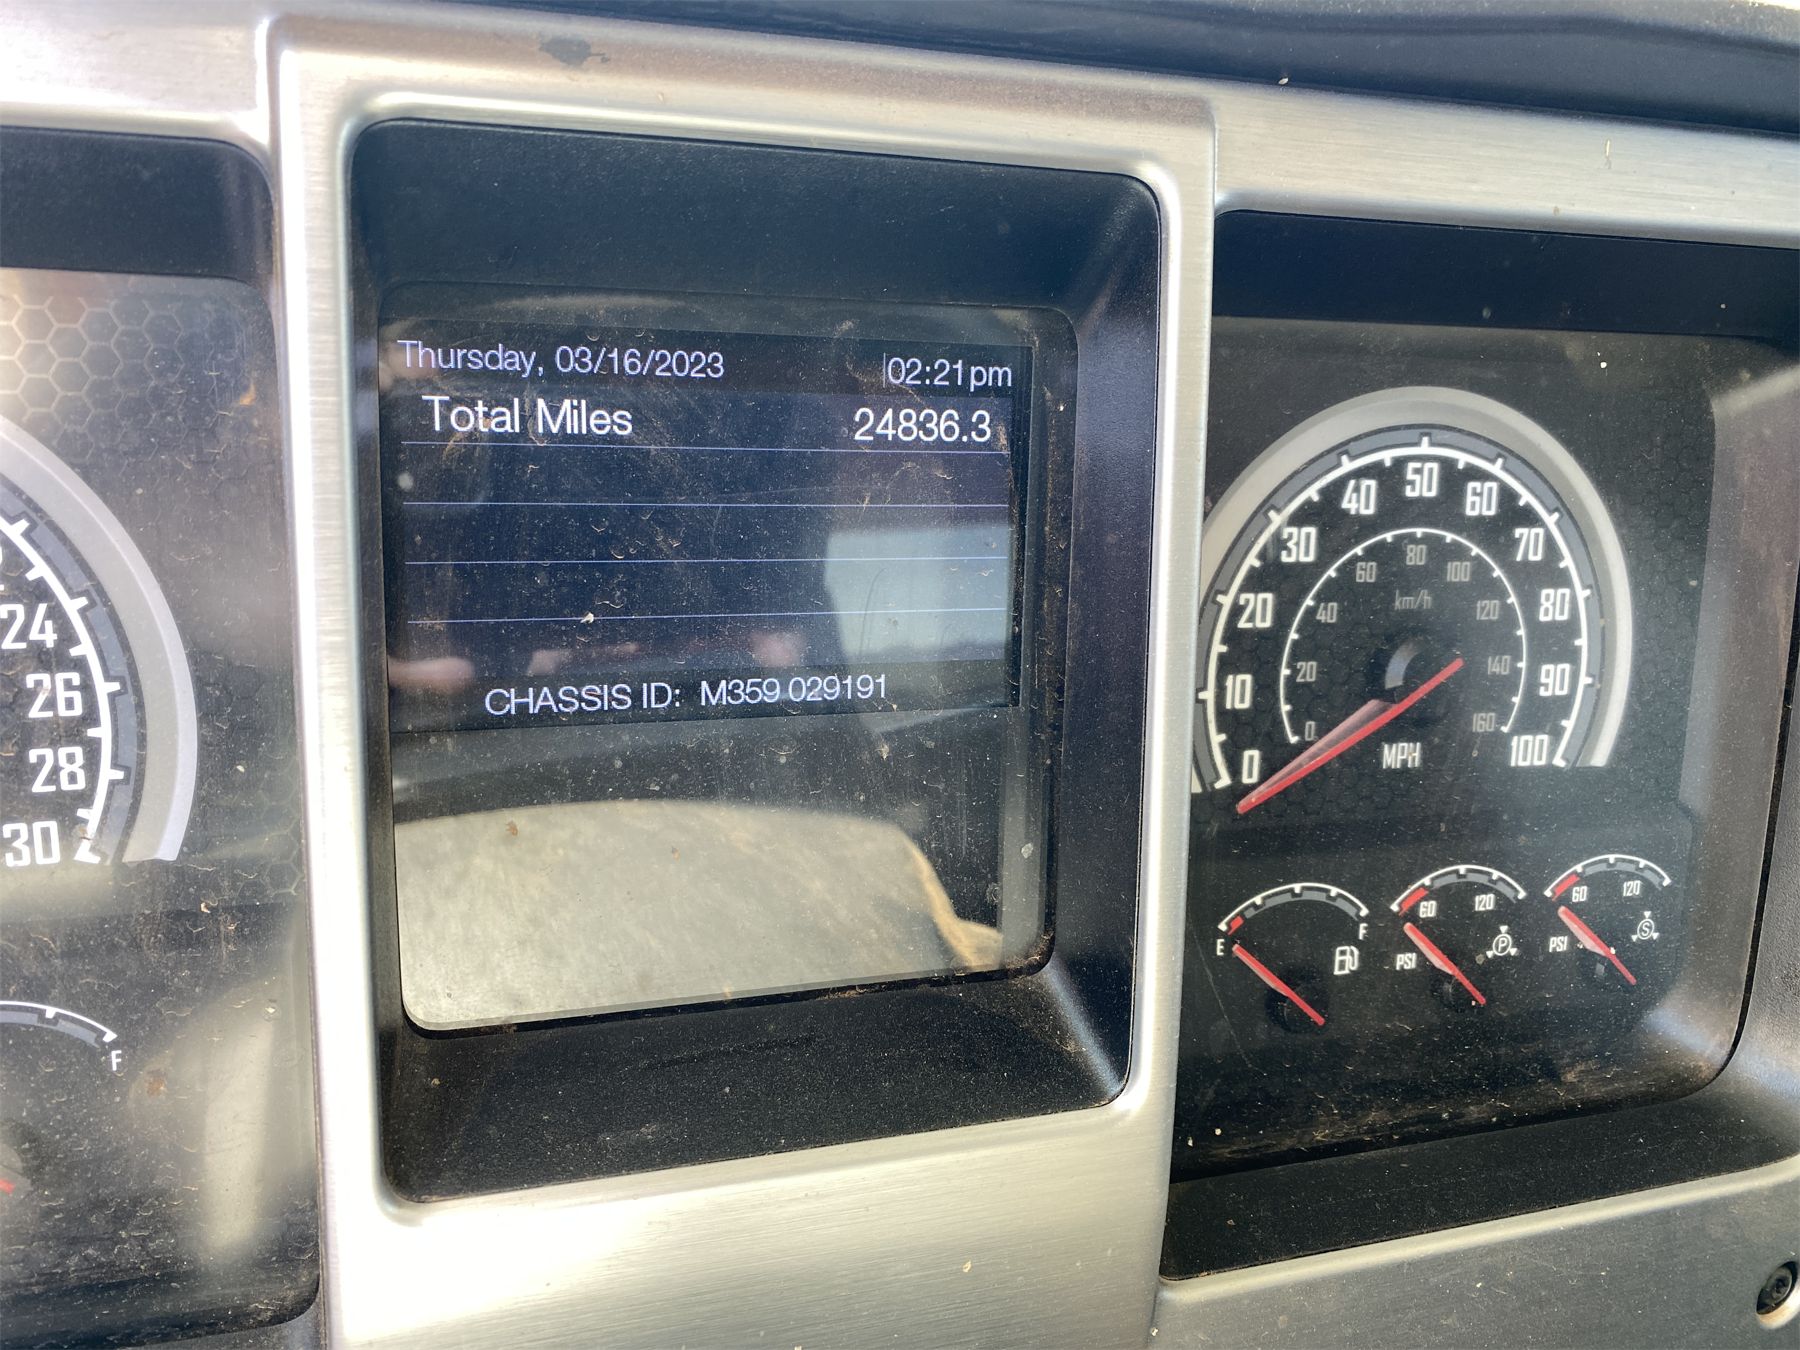 Thursday, 03/16/2023 02:21pm
Total Miles 24836.3
CHASSIS ID: M359 029191
24
26
28
30
F
0 10 20 30 40 50 60 70 80 90 100
0 20 40 60 80 100 120 140 160
km/h
MPH
E F
60 120
PSI P
60 120
PSI S